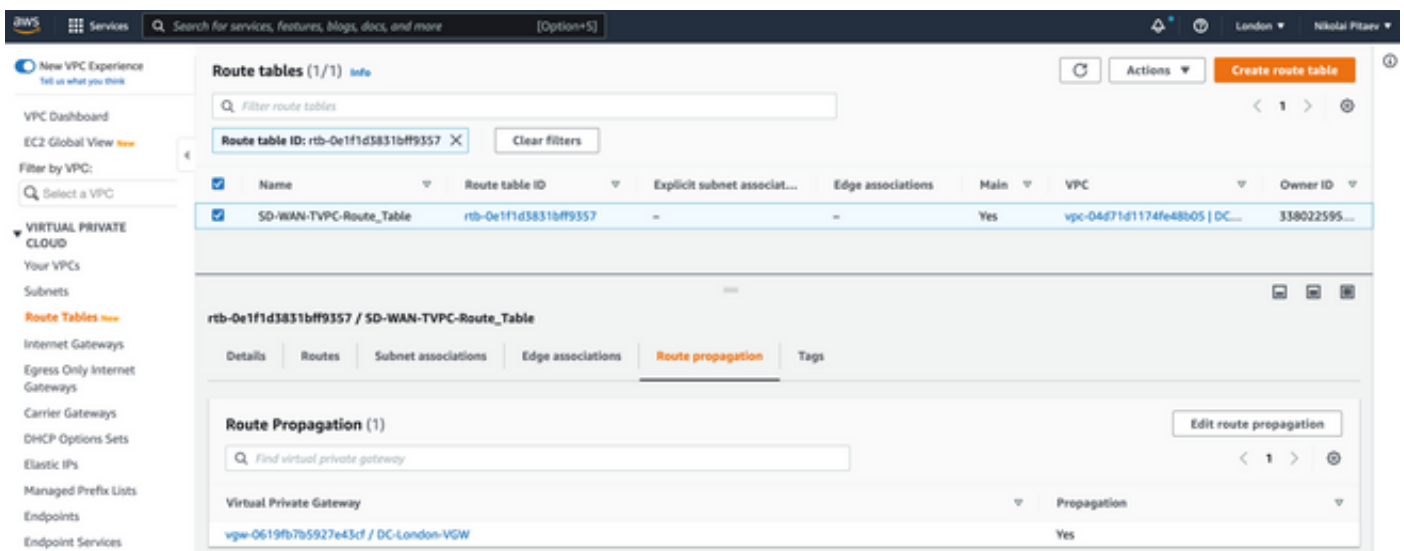 aws Services Search for services, features, blogs, docs, and more [Option+S] London ▼ Nikolai Pitaev ▼
New VPC Experience
Tell us what you think
VPC Dashboard
EC2 Global View New
Filter by VPC:
Select a VPC
VIRTUAL PRIVATE
CLOUD
Your VPCs
Subnets
Route Tables New
Internet Gateways
Egress Only Internet
Gateways
Carrier Gateways
DHCP Options Sets
Elastic IPs
Managed Prefix Lists
Endpoints
Endpoint Services
Route tables (1/1) Info
Actions ▼ Create route table
Filter route tables
< 1 >
Route table ID: rtb-0e1f1d3831bff9357 X Clear filters
Name Route table ID Explicit subnet associat... Edge associations Main VPC Owner ID
SD-WAN-TVPC-Route_Table rtb-0e1f1d3831bff9357 – – Yes vpc-04d71d1174fe48b05 | DC... 338022595...
rtb-0e1f1d3831bff9357 / SD-WAN-TVPC-Route_Table
Details Routes Subnet associations Edge associations Route propagation Tags
Route Propagation (1) Edit route propagation
Find virtual private gateway
< 1 >
Virtual Private Gateway Propagation
vgw-0619fb7b5927e43cf / DC-London-VGW Yes